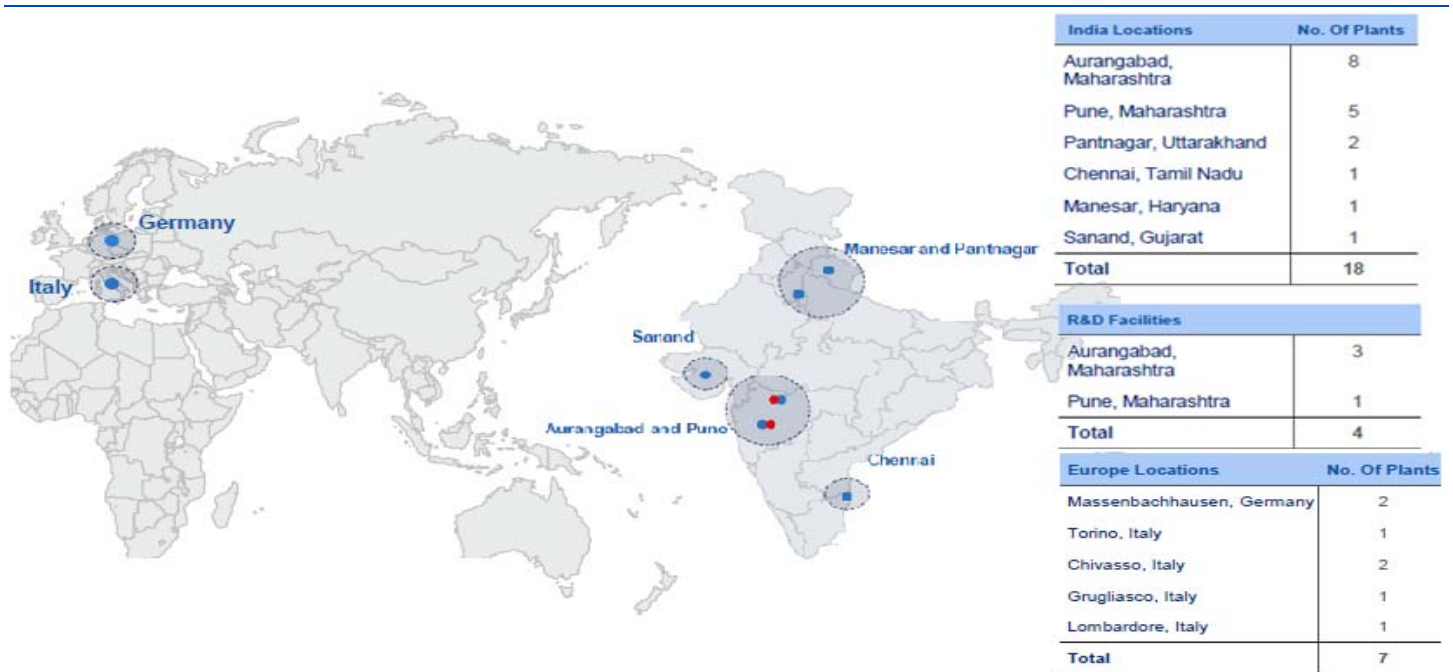 Germany
Italy
Manesar and Pantnagar
Sanand
Aurangabad and Pune
Chennai
India Locations No. Of Plants
Aurangabad, 8
Maharashtra
Pune, Maharashtra 5
Pantnagar, Uttarakhand 2
Chennai, Tamil Nadu 1
Manesar, Haryana 1
Sanand, Gujarat 1
Total 18
R&D Facilities
Aurangabad, 3
Maharashtra
Pune, Maharashtra 1
Total 4
Europe Locations No. Of Plants
Massenbachhausen, Germany 2
Torino, Italy 1
Chivasso, Italy 2
Grugliasco, Italy 1
Lombardore, Italy 1
Total 7